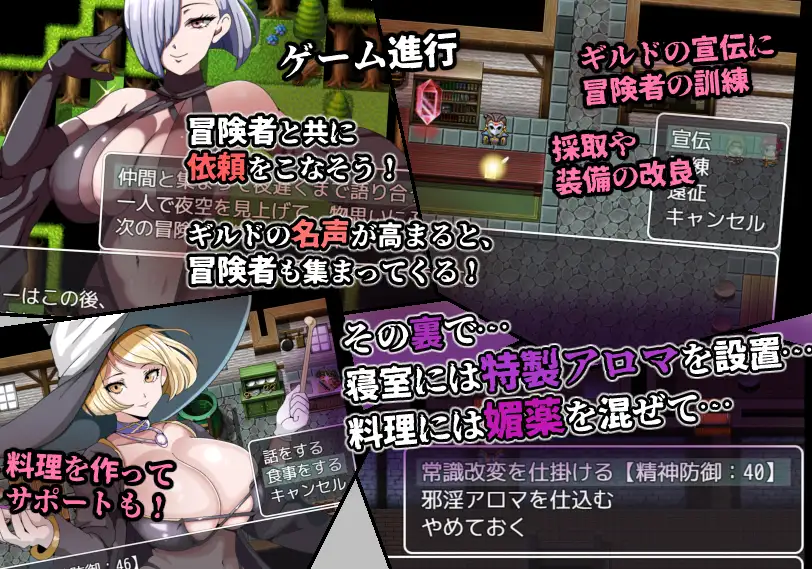 ゲーム進行
冒険者と共に
依頼をこなそう！
仲間と集まって夜遅くまで語り合
一人で夜空を見上げて、物思いに
次の冒険
ギルドの名声が高まると、
冒険者も集まってくる！
ーはこの後、
ギルドの宣伝に
冒険者の訓練
採取や
装備の改良
宣伝
練
遠征
キャンセル
料理を作って
サポートも！
話をする
食事をする
キャンセル
防御：46】
その裏で…
寝室には特製アロマを設置…
料理には媚薬を混ぜて…
常識改変を仕掛ける【精神防御：40】
邪淫アロマを仕込む
やめておく